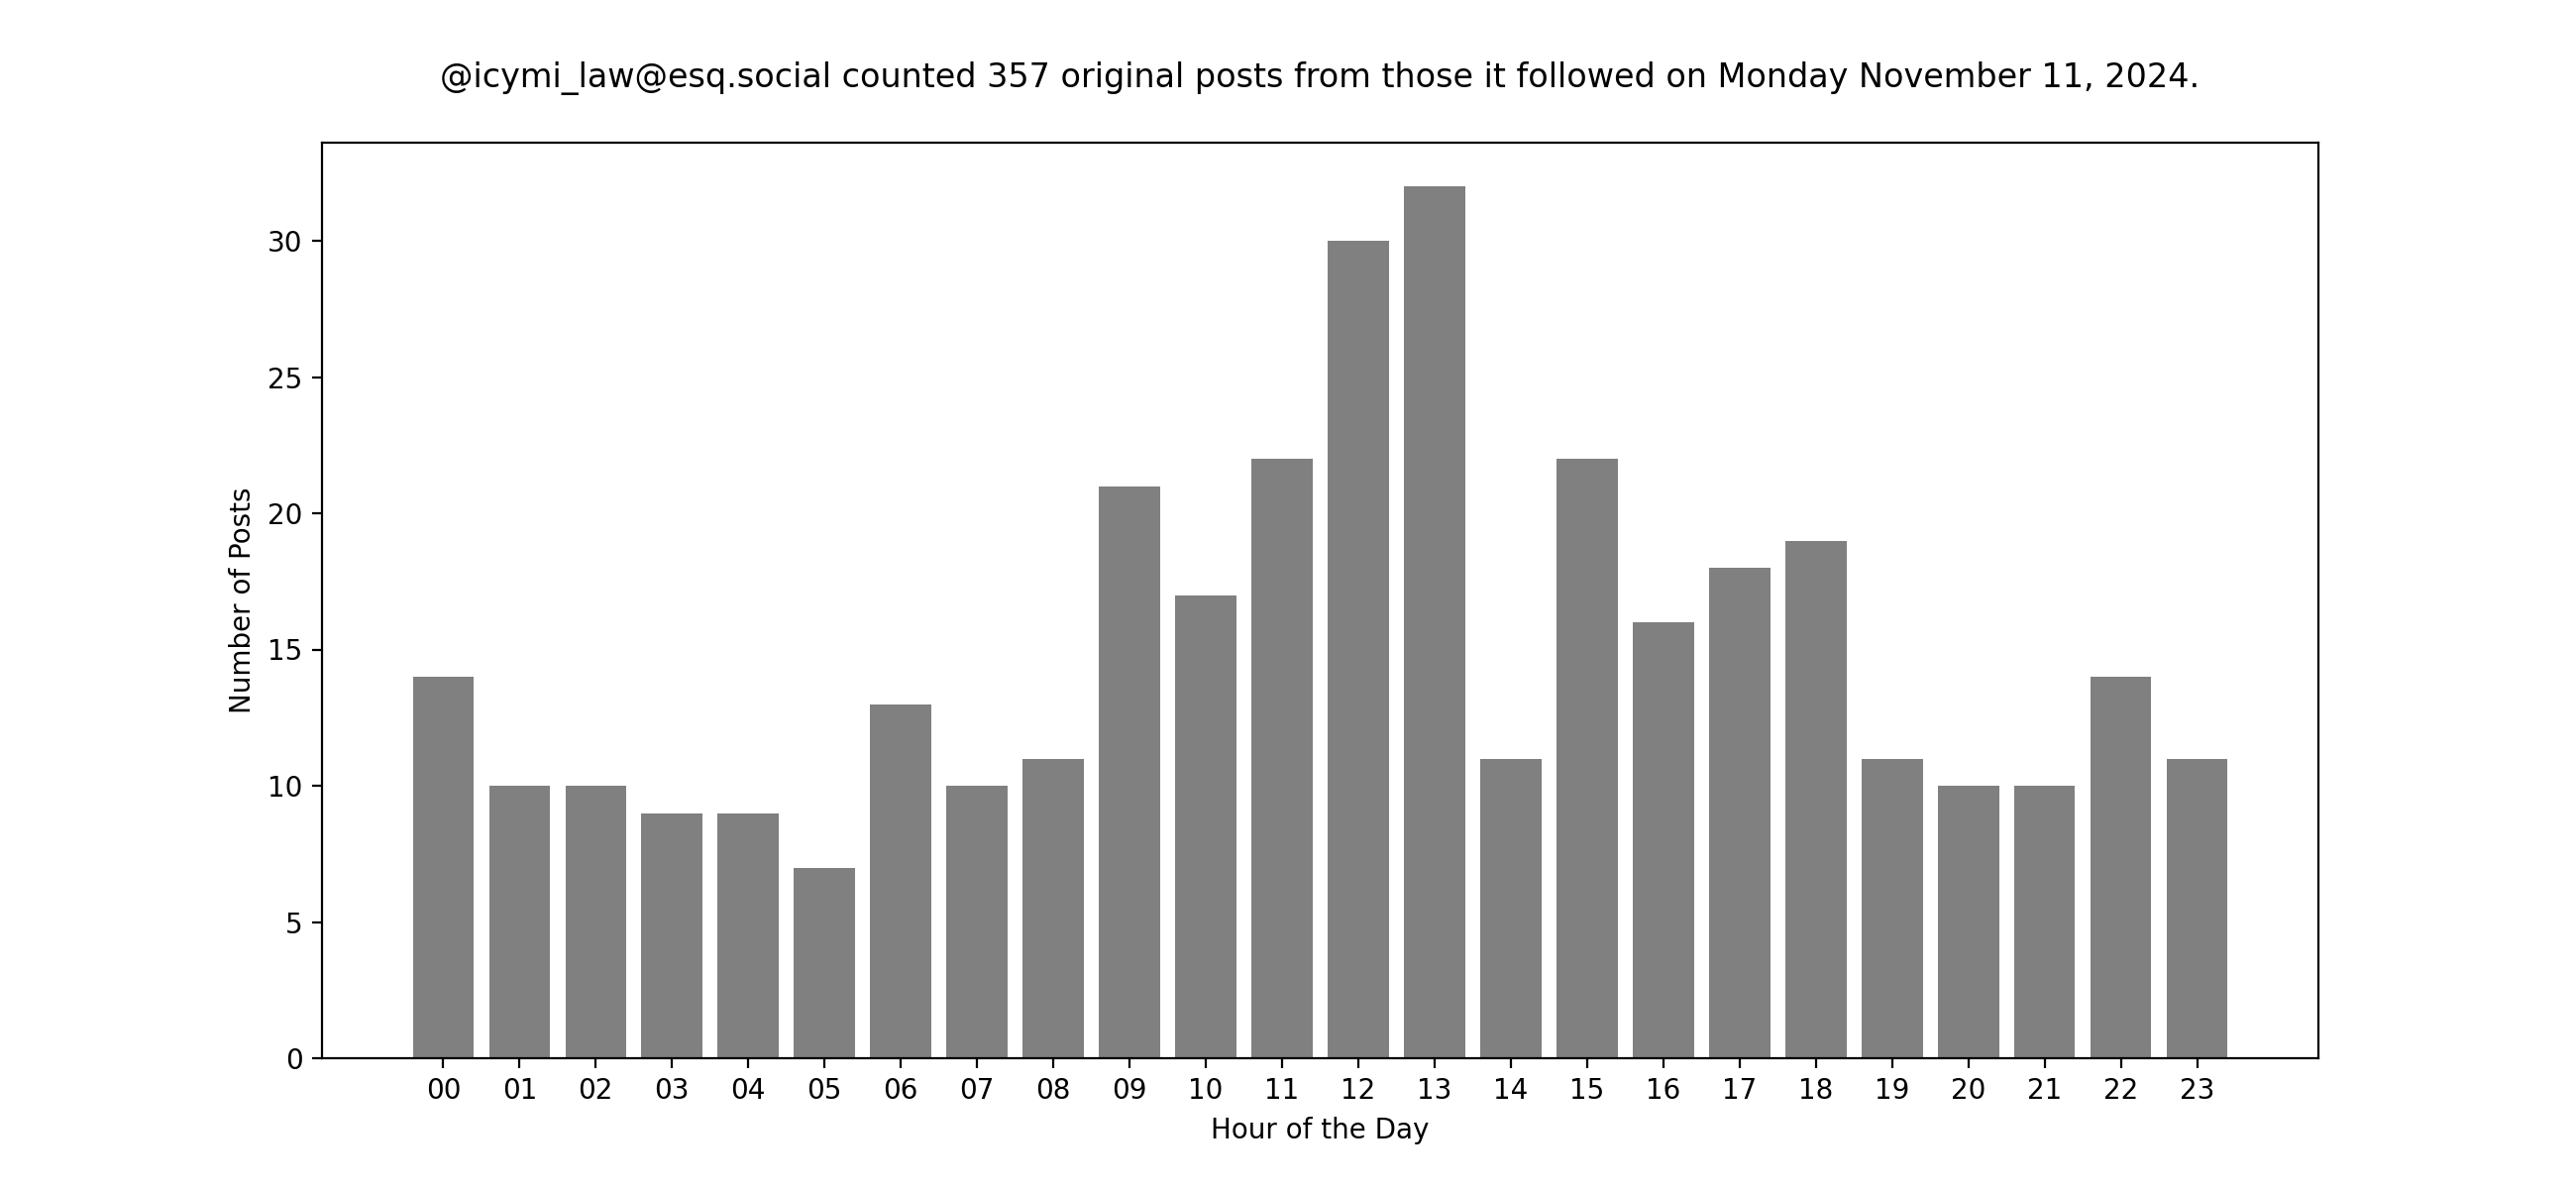 @icymi_law@esq.social counted 357 original posts from those it followed on Monday November 11, 2024.
Number of Posts
30
25
20
15
10
5
0
00 01 02 03 04 05 06 07 08 09 10 11 12 13 14 15 16 17 18 19 20 21 22 23
Hour of the Day